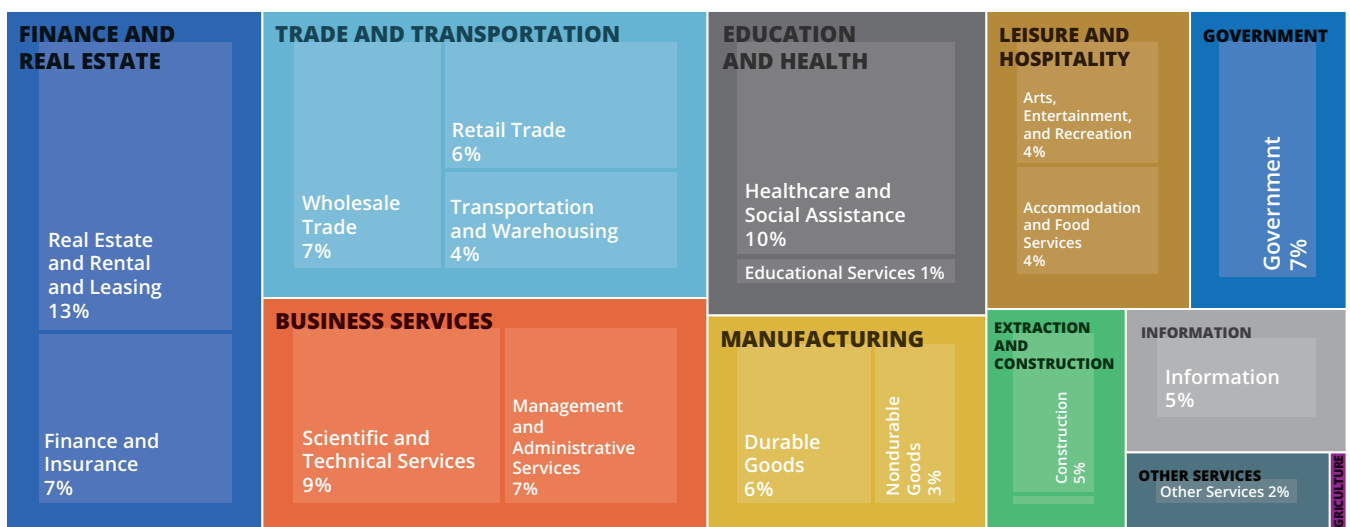 FINANCE AND
REAL ESTATE
Real Estate
and Rental
and Leasing
13%
Finance and
Insurance
7%
TRADE AND TRANSPORTATION
Wholesale
Trade
7%
Retail Trade
6%
Transportation
and Warehousing
4%
BUSINESS SERVICES
Scientific and
Technical Services
9%
Management
and
Administrative
Services
7%
EDUCATION
AND HEALTH
Healthcare and
Social Assistance
10%
Educational Services 1%
MANUFACTURING
Durable
Goods
6%
Nondurable
Goods
3%
LEISURE AND
HOSPITALITY
Arts,
Entertainment,
and Recreation
4%
Accommodation
and Food
Services
4%
GOVERNMENT
Government
7%
EXTRACTION
AND
CONSTRUCTION
Construction
5%
INFORMATION
Information
5%
OTHER SERVICES
Other Services 2%
GRICULTURE